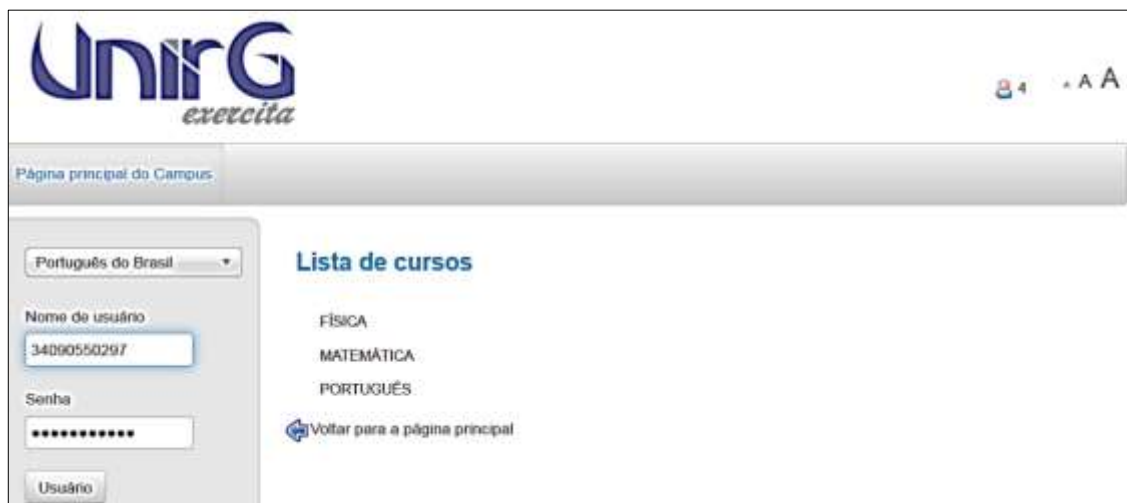 UnirG
exercita
4
A A A
Página principal do Campus
Português do Brasil
Nome de usuário
34090550297
Senha
•••••••••••
Usuário
Lista de cursos
FÍSICA
MATEMÁTICA
PORTUGUÊS
Voltar para a página principal